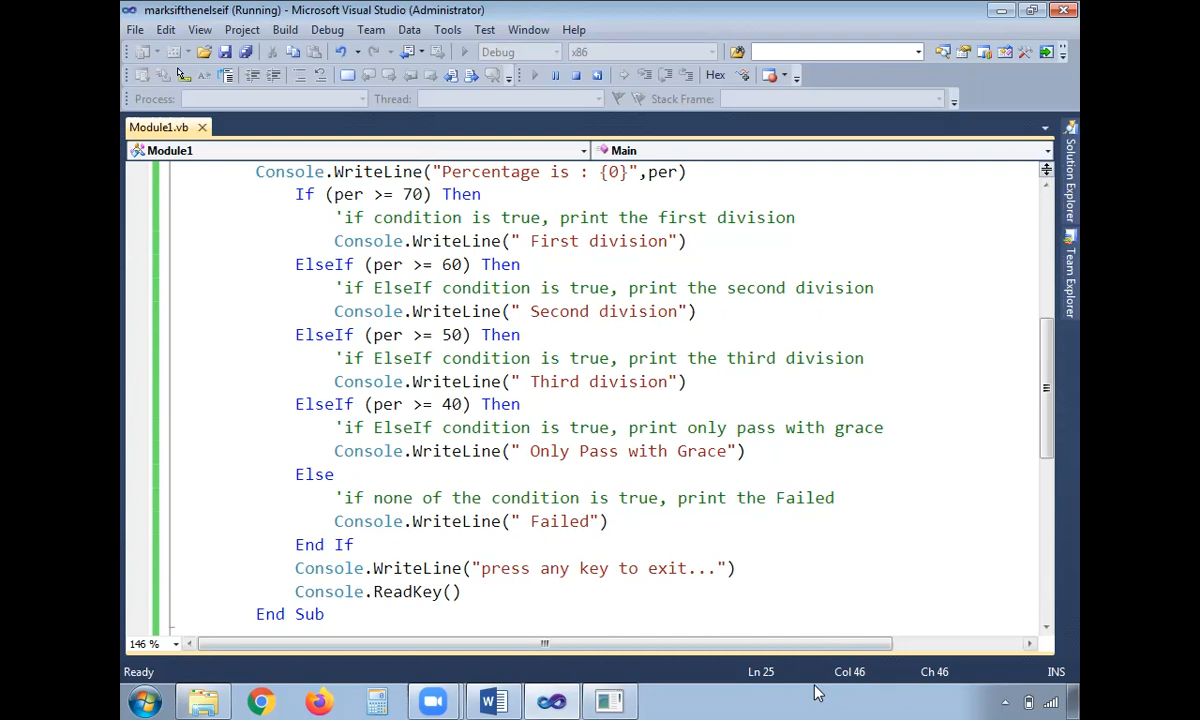 marksifthenelseif (Running) - Microsoft Visual Studio (Administrator)
File Edit View Project Build Debug Team Data Tools Test Window Help
Debug x86
Hex
Process: Thread: Stack Frame:
Module1.vb
Module1 Main
Console.WriteLine("Percentage is : {0}",per)
If (per >= 70) Then
'if condition is true, print the first division
Console.WriteLine(" First division")
ElseIf (per >= 60) Then
'if ElseIf condition is true, print the second division
Console.WriteLine(" Second division")
ElseIf (per >= 50) Then
'if ElseIf condition is true, print the third division
Console.WriteLine(" Third division")
ElseIf (per >= 40) Then
'if ElseIf condition is true, print only pass with grace
Console.WriteLine(" Only Pass with Grace")
Else
'if none of the condition is true, print the Failed
Console.WriteLine(" Failed")
End If
Console.WriteLine("press any key to exit...")
Console.ReadKey()
End Sub
146 %
Ready Ln 25 Col 46 Ch 46 INS
Solution Explorer
Team Explorer